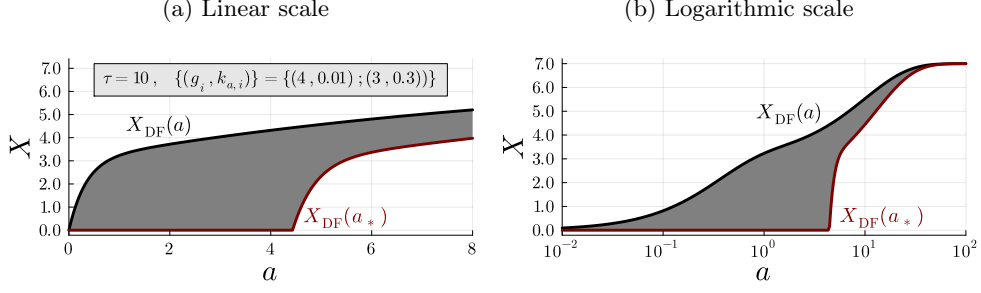 (a) Linear scale
7.0
6.0
5.0
4.0
3.0
2.0
1.0
0.0
X
τ = 10 , {(g_i , k_{a,i})} = {(4 , 0.01) ; (3 , 0.3))}
X_DF(a)
X_DF(a_*)
0 2 4 6 8
a
(b) Logarithmic scale
7.0
6.0
5.0
4.0
3.0
2.0
1.0
0.0
X
X_DF(a)
X_DF(a_*)
10^−2 10^−1 10^0 10^1 10^2
a